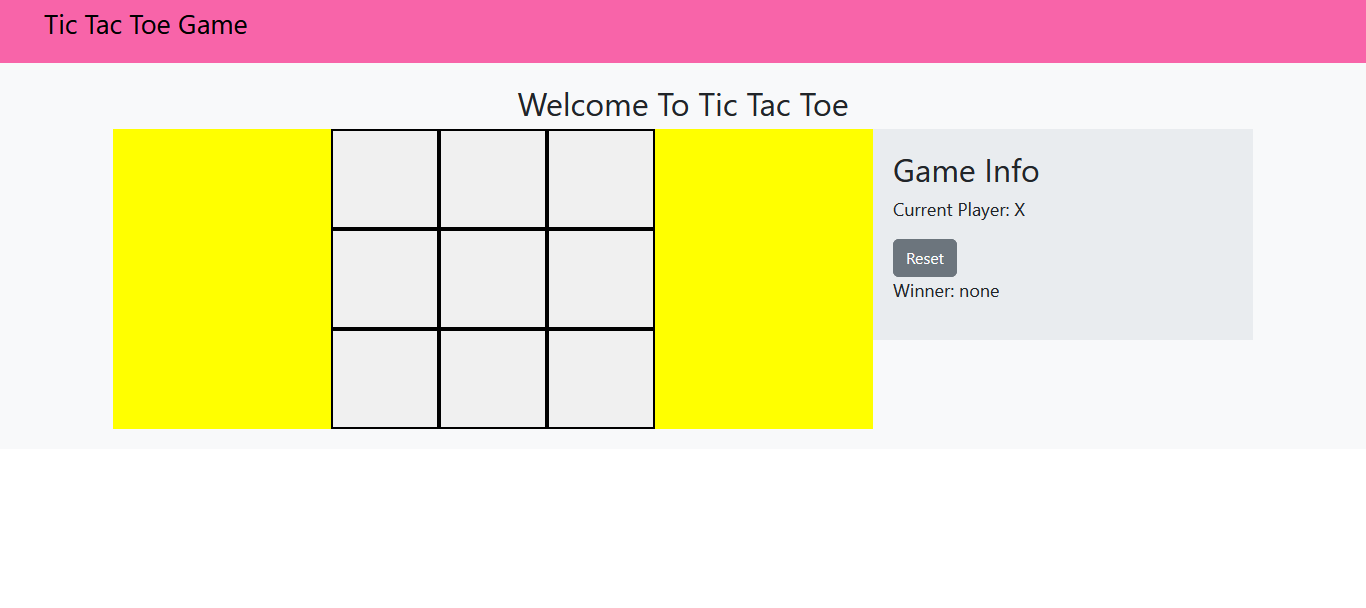 Tic Tac Toe Game
Welcome To Tic Tac Toe
Game Info
Current Player: X
Reset
Winner: none